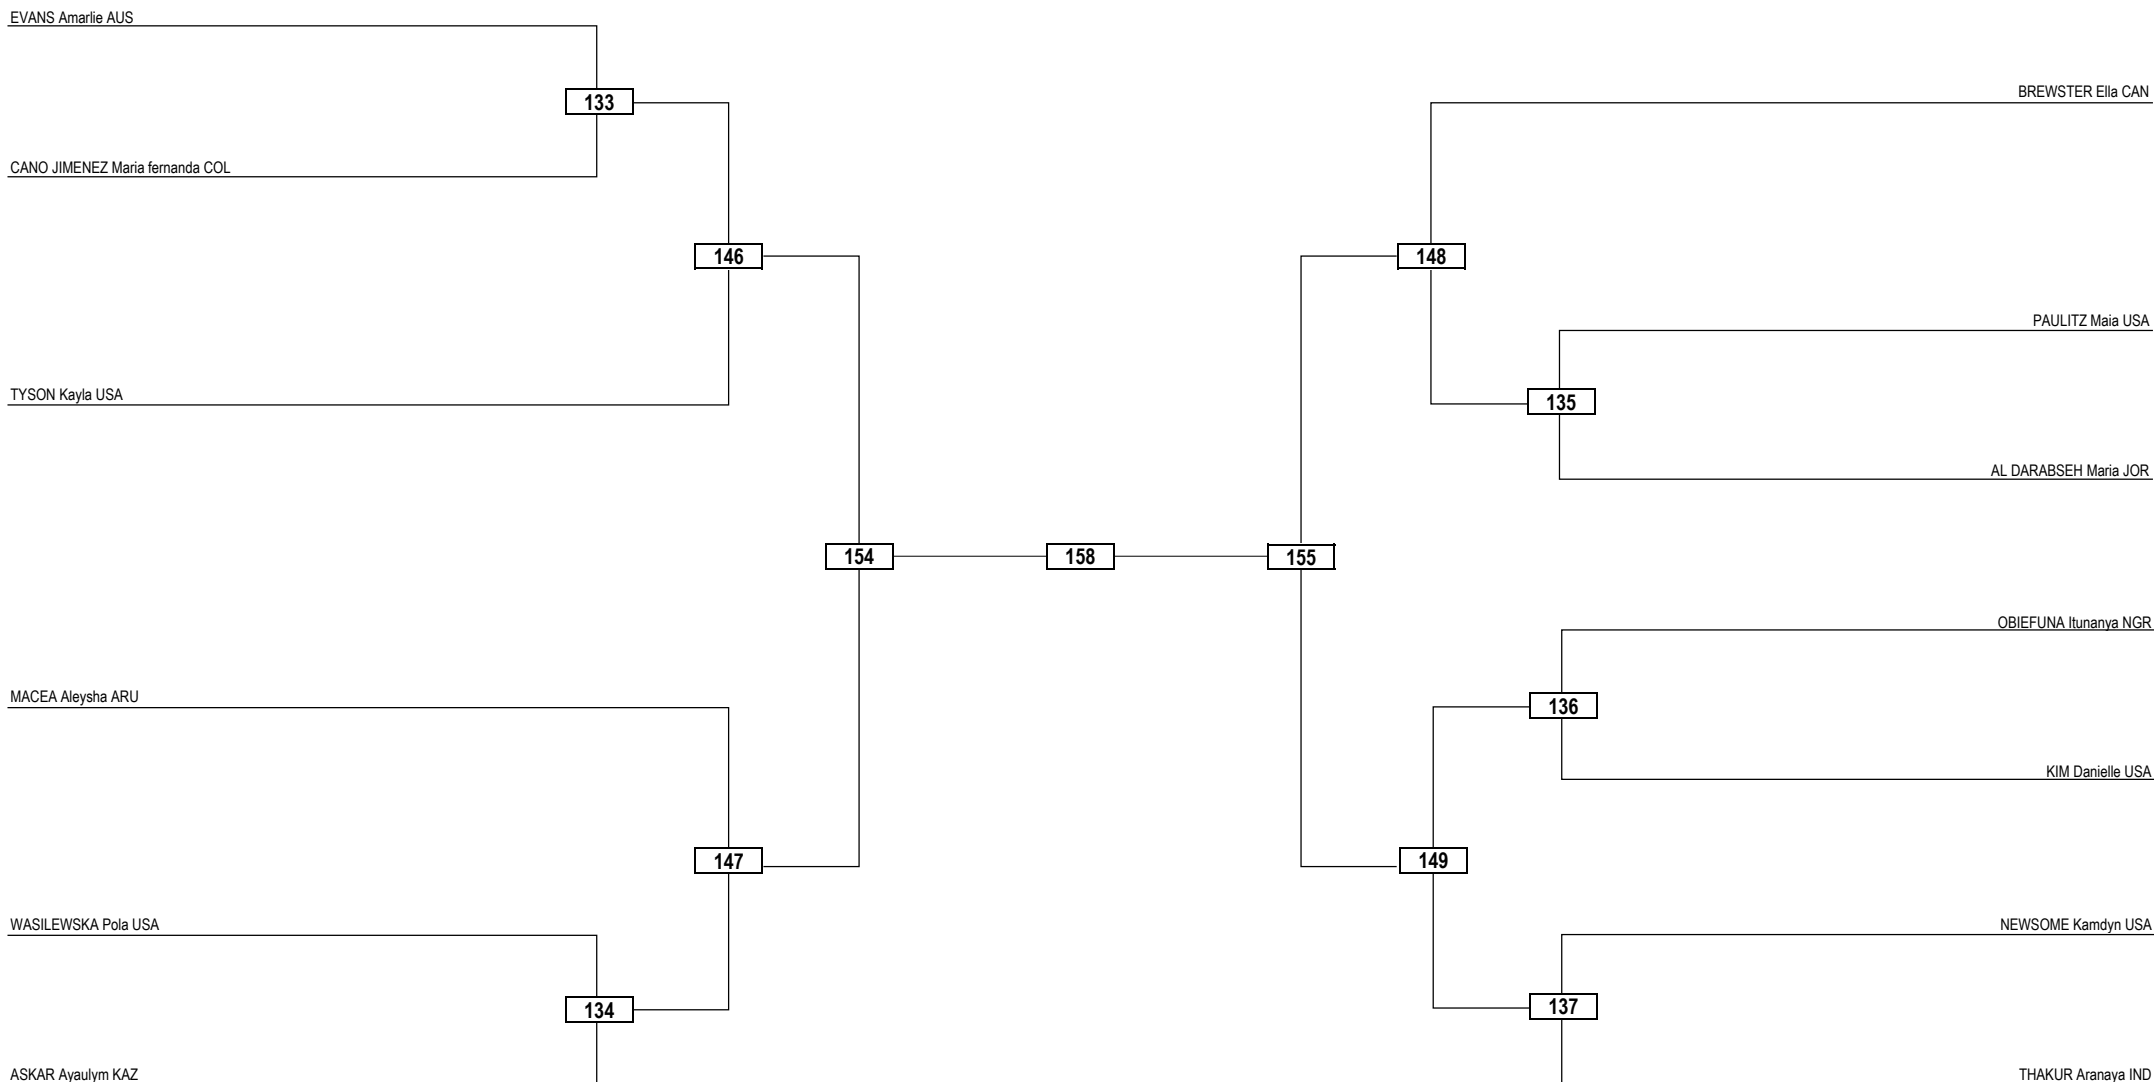 EVANS Amarlie AUS
133
BREWSTER Ella CAN
CANO JIMENEZ Maria fernanda COL
146
148
PAULITZ Maia USA
TYSON Kayla USA
135
AL DARABSEH Maria JOR
154
158
155
OBIEFUNA Itunanya NGR
MACEA Aleysha ARU
136
KIM Danielle USA
147
149
WASILEWSKA Pola USA
NEWSOME Kamdyn USA
134
137
ASKAR Ayaulym KAZ
THAKUR Aranaya IND